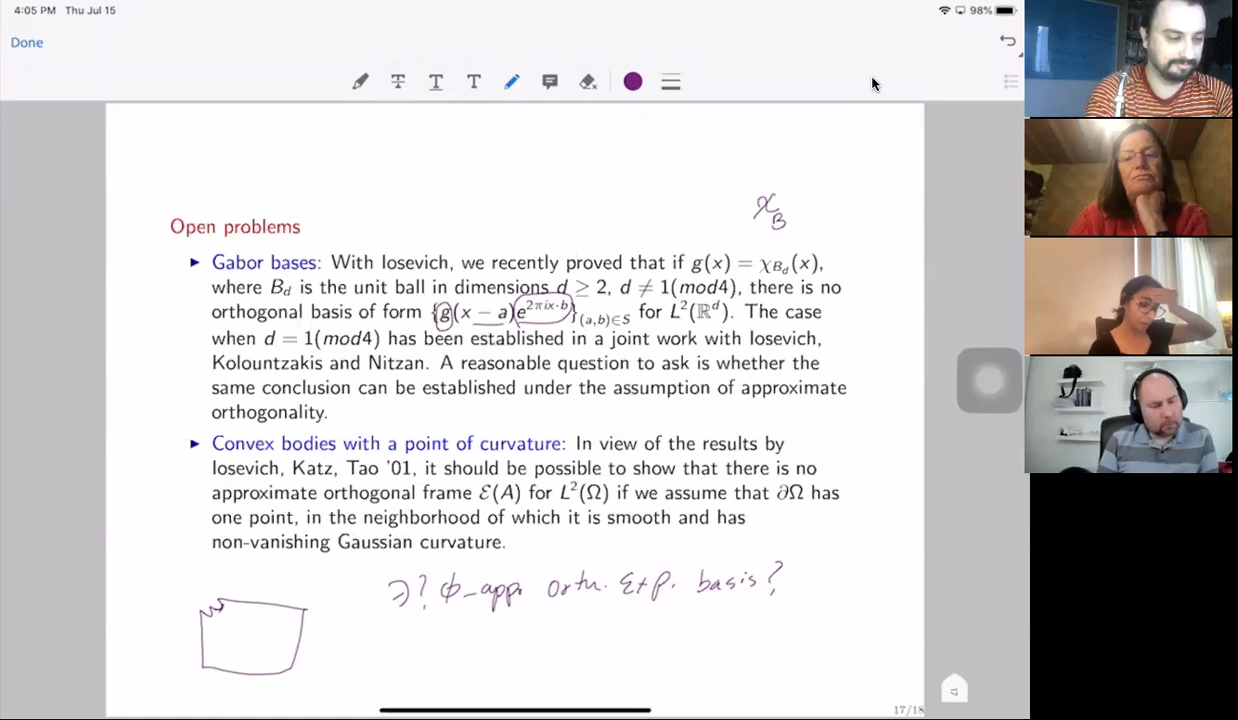 4:05 PM Thu Jul 15
98%
Done
T T T
χ_B
Open problems
► Gabor bases: With Iosevich, we recently proved that if g(x) = χ_{B_d}(x),
where B_d is the unit ball in dimensions d ≥ 2, d ≠ 1(mod4), there is no
orthogonal basis of form {g(x − a)e^{2πix·b}}_{(a,b)∈S} for L²(ℝ^d). The case
when d = 1(mod4) has been established in a joint work with Iosevich,
Kolountzakis and Nitzan. A reasonable question to ask is whether the
same conclusion can be established under the assumption of approximate
orthogonality.
► Convex bodies with a point of curvature: In view of the results by
Iosevich, Katz, Tao '01, it should be possible to show that there is no
approximate orthogonal frame ℰ(A) for L²(Ω) if we assume that ∂Ω has
one point, in the neighborhood of which it is smooth and has
non-vanishing Gaussian curvature.
∃? ϕ-app. Orth. Exp. basis?
17/18